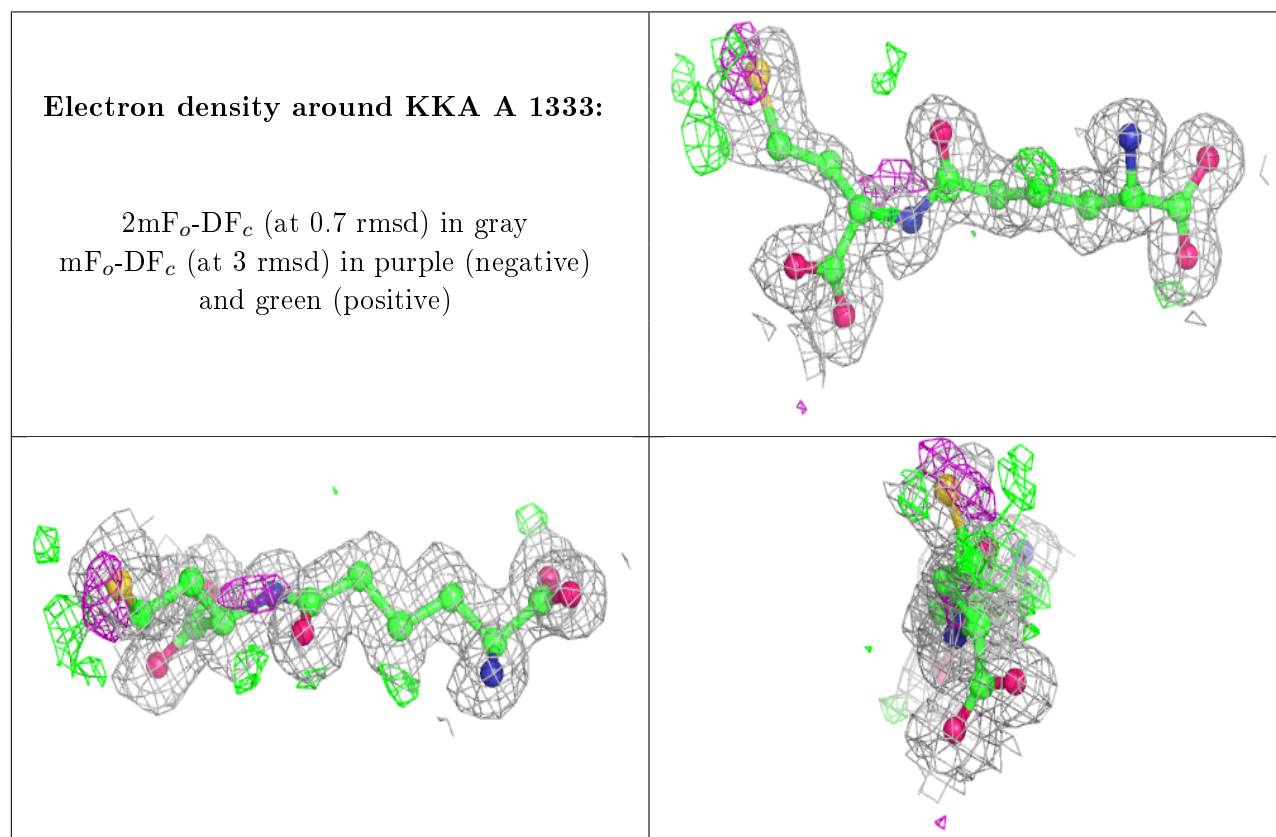 Electron density around KKA A 1333:
2mFo-DFc (at 0.7 rmsd) in gray
mFo-DFc (at 3 rmsd) in purple (negative)
and green (positive)